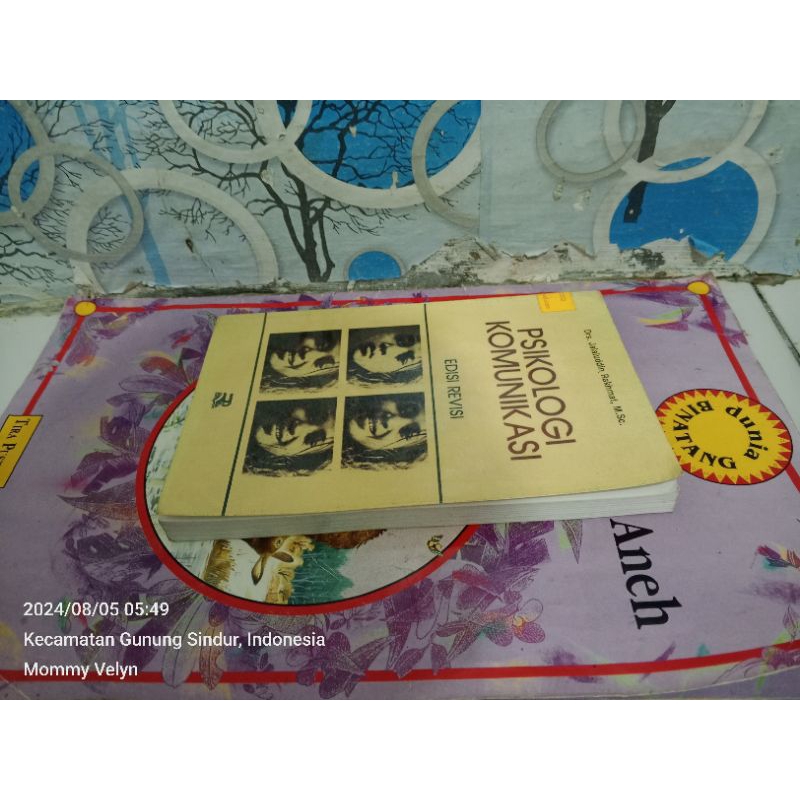 Drs. Jalaluddin Rakhmat, M.Sc.
PSIKOLOGI
KOMUNIKASI
EDISI REVISI
dunia
BINATANG
Aneh
2024/08/05 05:49
Kecamatan Gunung Sindur, Indonesia
Mommy Velyn